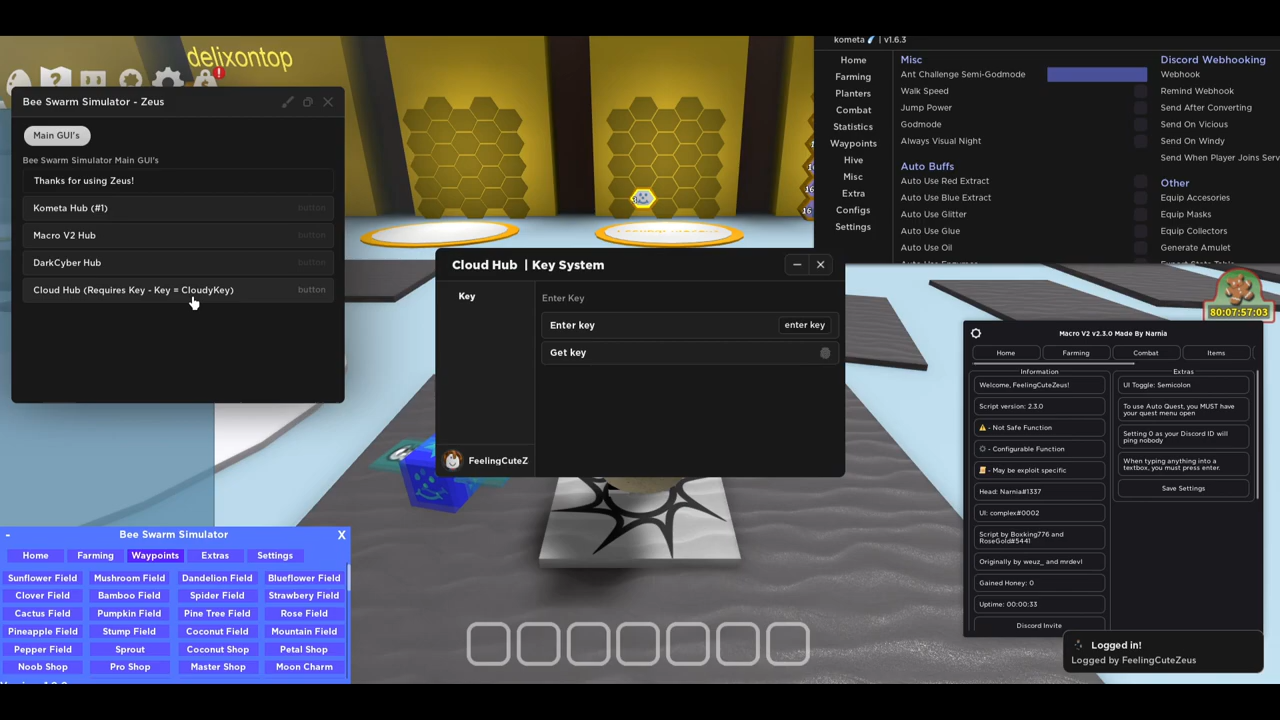 delixontop
Bee Swarm Simulator - Zeus
Main GUI's
Bee Swarm Simulator Main GUI's
Thanks for using Zeus!
Kometa Hub (#1) button
Macro V2 Hub button
DarkCyber Hub button
Cloud Hub (Requires Key - Key = CloudyKey) button
kometa | v1.6.3
Home
Farming
Planters
Combat
Statistics
Waypoints
Hive
Misc
Extra
Configs
Settings
Misc
Ant Challenge Semi-Godmode
Walk Speed
Jump Power
Godmode
Always Visual Night
Auto Buffs
Auto Use Red Extract
Auto Use Blue Extract
Auto Use Glitter
Auto Use Glue
Auto Use Oil
Discord Webhooking
Webhook
Remind Webhook
Send After Converting
Send On Vicious
Send On Windy
Send When Player Joins Serv
Other
Equip Accesories
Equip Masks
Equip Collectors
Generate Amulet
Cloud Hub | Key System
Key
Enter Key
Enter key enter key
Get key
FeelingCuteZ
80:07:57:03
Macro V2 v2.3.0 Made By Narnia
Home Farming Combat Items
Information
Welcome, FeelingCuteZeus!
Script version: 2.3.0
- Not Safe Function
- Configurable Function
- May be exploit specific
Head: Narnia#1337
UI: complex#0002
Script by Boxking776 and
RoseGold#5441
Originally by weuz_ and mrdevl
Gained Honey: 0
Uptime: 00:00:33
Discord Invite
Extras
UI Toggle: Semicolon
To use Auto Quest, you MUST have
your quest menu open
Setting 0 as your Discord ID will
ping nobody
When typing anything into a
textbox, you must press enter.
Save Settings
Logged in!
Logged by FeelingCuteZeus
- Bee Swarm Simulator X
Home Farming Waypoints Extras Settings
Sunflower Field Mushroom Field Dandelion Field Blueflower Field
Clover Field Bamboo Field Spider Field Strawbery Field
Cactus Field Pumpkin Field Pine Tree Field Rose Field
Pineapple Field Stump Field Coconut Field Mountain Field
Pepper Field Sprout Coconut Shop Petal Shop
Noob Shop Pro Shop Master Shop Moon Charm